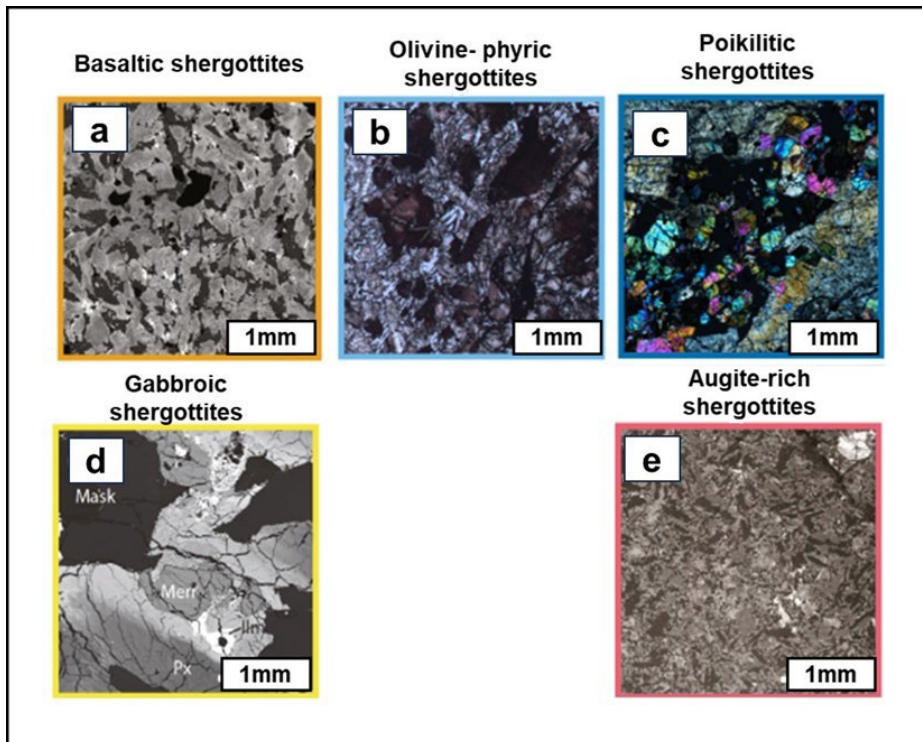 Basaltic shergottites
Olivine- phyric
shergottites
Poikilitic
shergottites
a
b
c
1mm
1mm
1mm
Gabbroic
shergottites
Augite-rich
shergottites
d
e
Mask
Merr
Ilm
Px
1mm
1mm